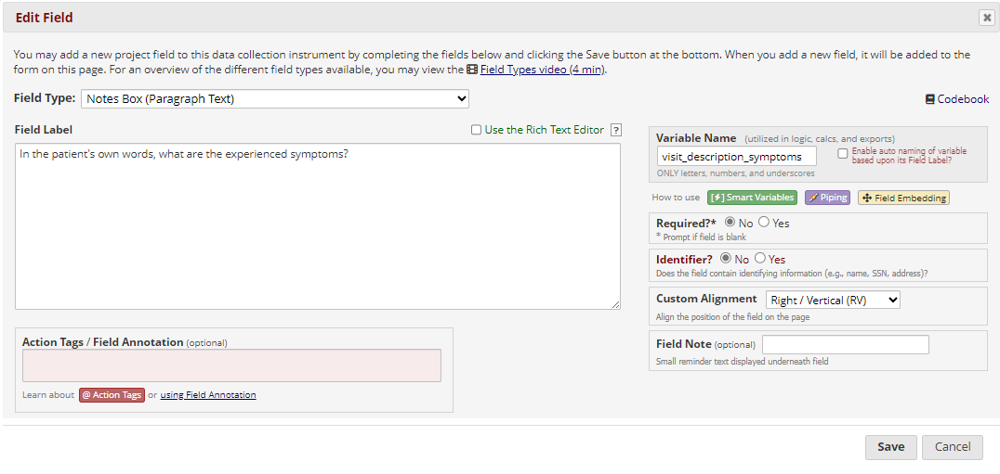 Edit Field
You may add a new project field to this data collection instrument by completing the fields below and clicking the Save button at the bottom. When you add a new field, it will be added to the
form on this page. For an overview of the different field types available, you may view the Field Types video (4 min).
Field Type: Notes Box (Paragraph Text)
Codebook
Field Label
Use the Rich Text Editor ?
In the patient's own words, what are the experienced symptoms?
Action Tags / Field Annotation (optional)
Learn about @ Action Tags or using Field Annotation
Variable Name (utilized in logic, calcs, and exports)
visit_description_symptoms
Enable auto naming of variable
based upon its Field Label?
ONLY letters, numbers, and underscores
How to use [⚡] Smart Variables Piping Field Embedding
Required?* No Yes
* Prompt if field is blank
Identifier? No Yes
Does the field contain identifying information (e.g., name, SSN, address)?
Custom Alignment Right / Vertical (RV)
Align the position of the field on the page
Field Note (optional)
Small reminder text displayed underneath field
Save Cancel